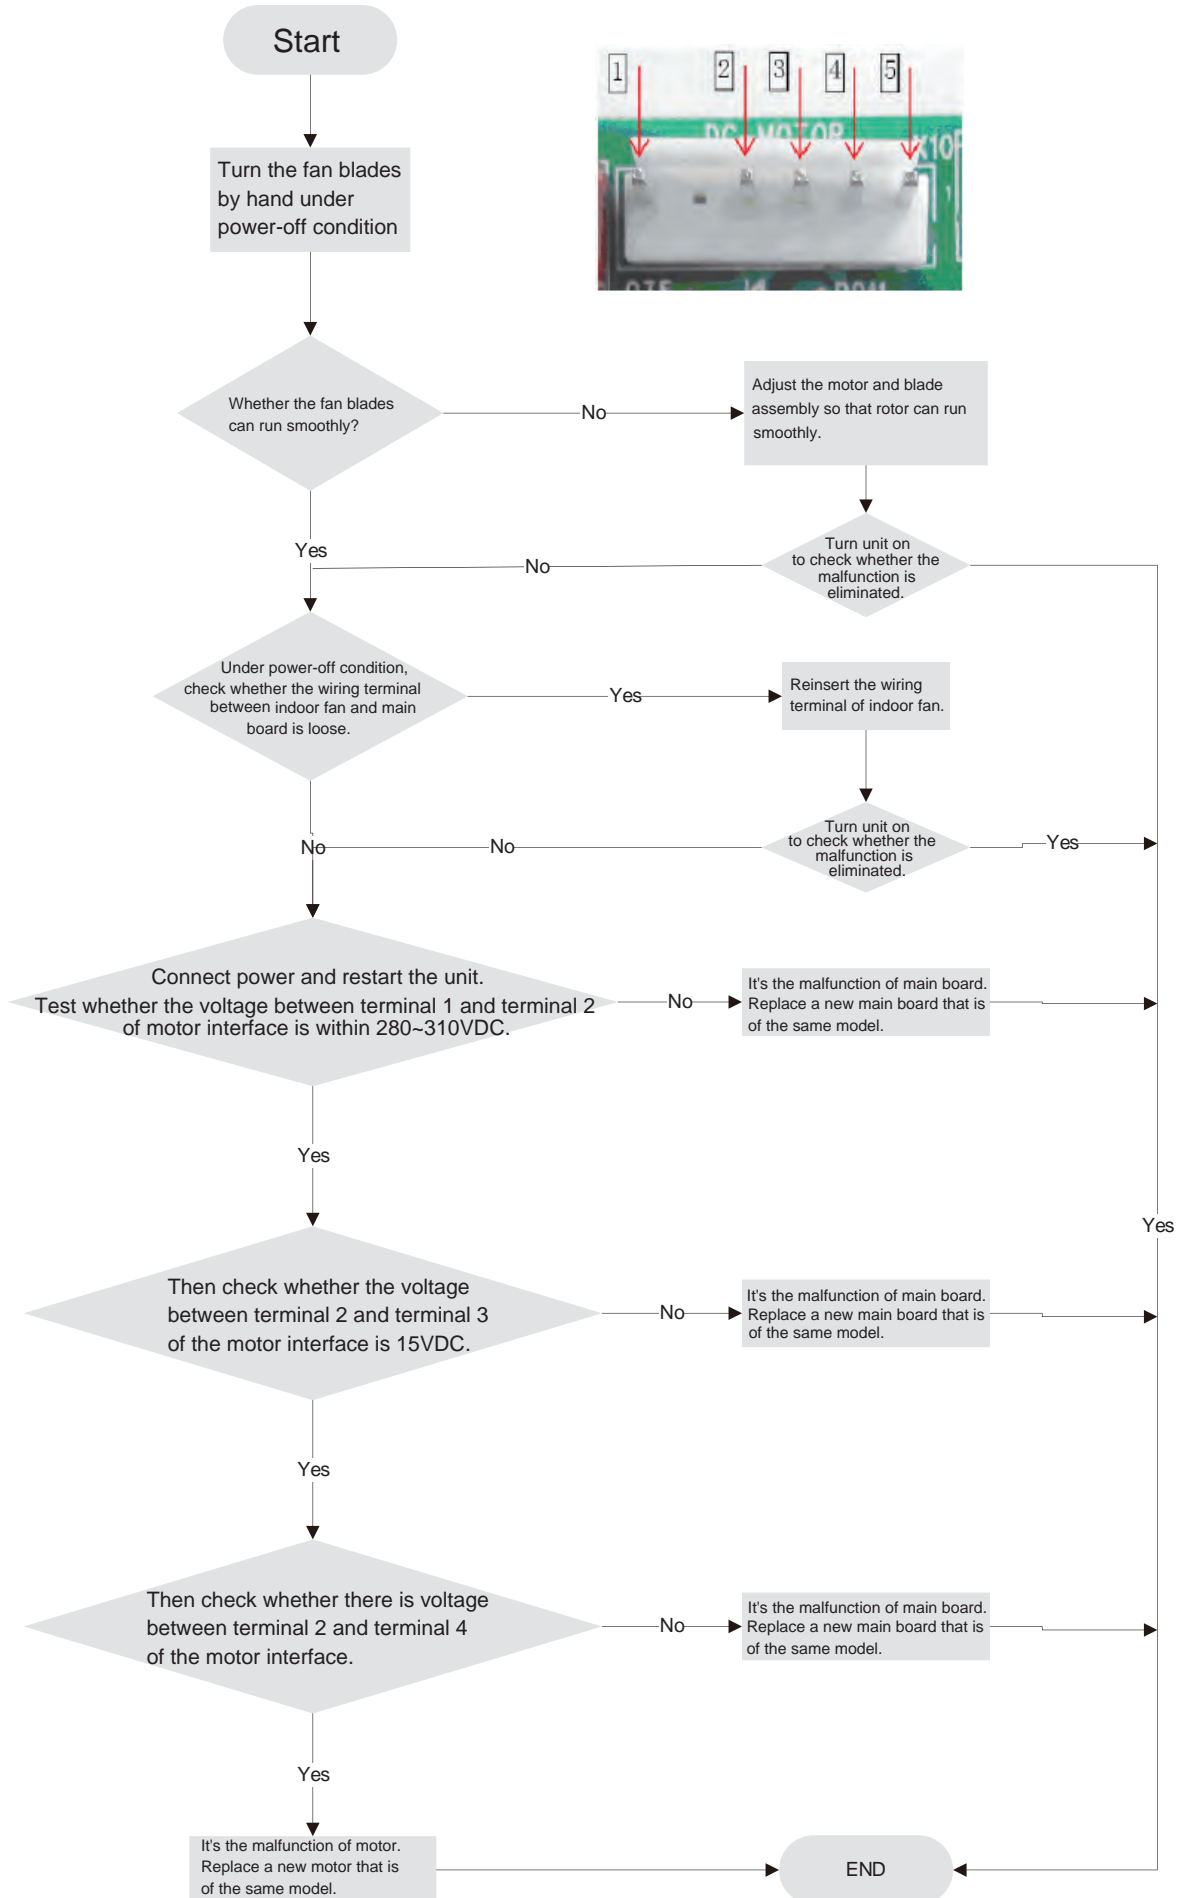 Start
1
2
3
4
5
DC MOTOR
Turn the fan blades
by hand under
power-off condition
Whether the fan blades
can run smoothly?
No
Adjust the motor and blade
assembly so that rotor can run
smoothly.
Yes
No
Turn unit on
to check whether the
malfunction is
eliminated.
Under power-off condition,
check whether the wiring terminal
between indoor fan and main
board is loose.
Yes
Reinsert the wiring
terminal of indoor fan.
No
No
Turn unit on
to check whether the
malfunction is
eliminated.
Yes
Connect power and restart the unit.
Test whether the voltage between terminal 1 and terminal 2
of motor interface is within 280~310VDC.
No
It's the malfunction of main board.
Replace a new main board that is
of the same model.
Yes
Yes
Then check whether the voltage
between terminal 2 and terminal 3
of the motor interface is 15VDC.
No
It's the malfunction of main board.
Replace a new main board that is
of the same model.
Yes
Then check whether there is voltage
between terminal 2 and terminal 4
of the motor interface.
No
It's the malfunction of main board.
Replace a new main board that is
of the same model.
Yes
It's the malfunction of motor.
Replace a new motor that is
of the same model.
END